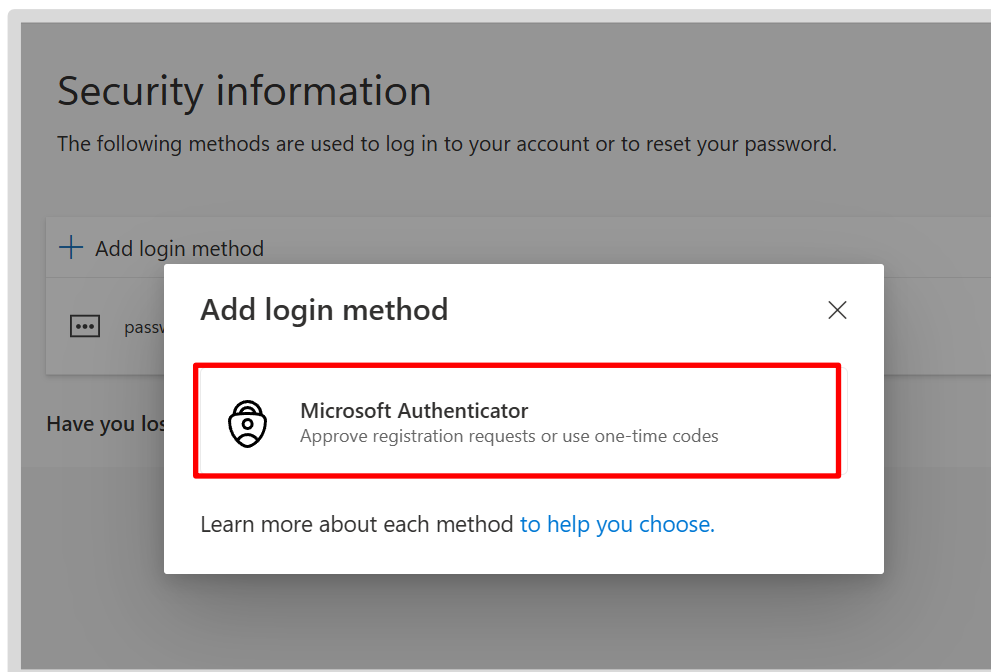 Security information
The following methods are used to log in to your account or to reset your password.
Add login method
Add login method
Microsoft Authenticator
Approve registration requests or use one-time codes
Have you
Learn more about each method to help you choose.